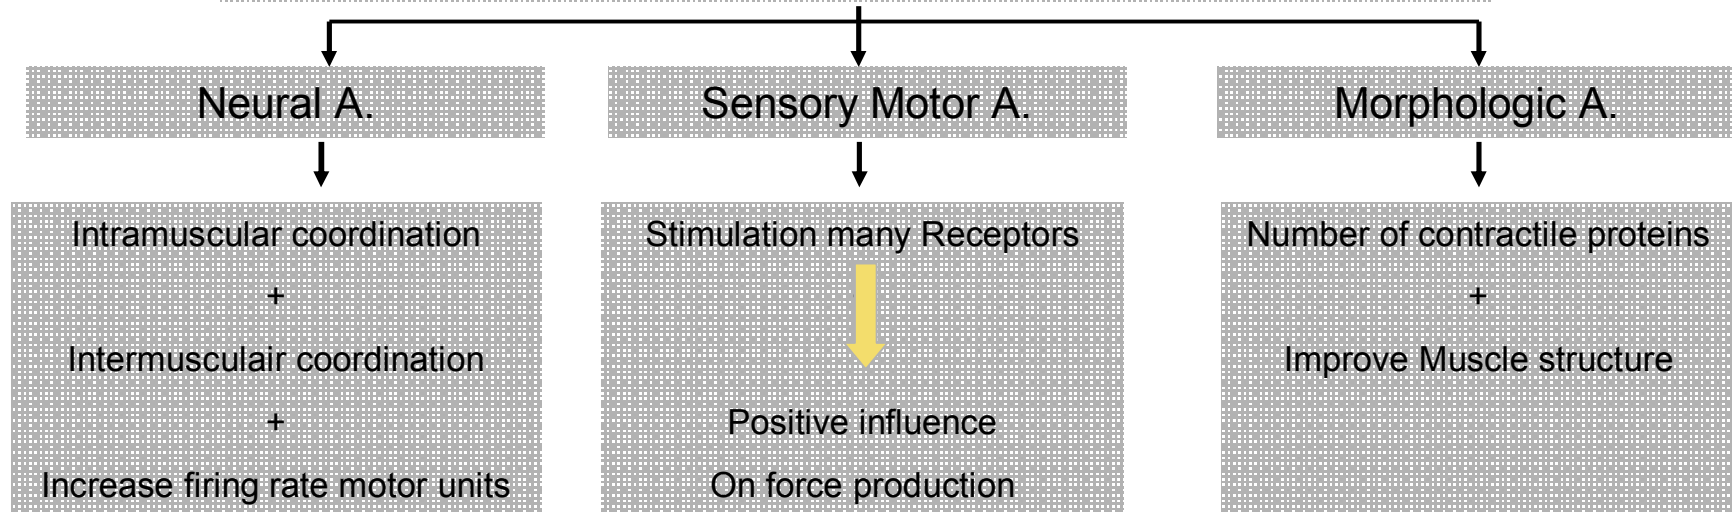 Neural A.
Intramuscular coordination
+
Intermusculair coordination
+
Increase firing rate motor units
Sensory Motor A.
Stimulation many Receptors
Positive influence
On force production
Morphologic A.
Number of contractile proteins
+
Improve Muscle structure